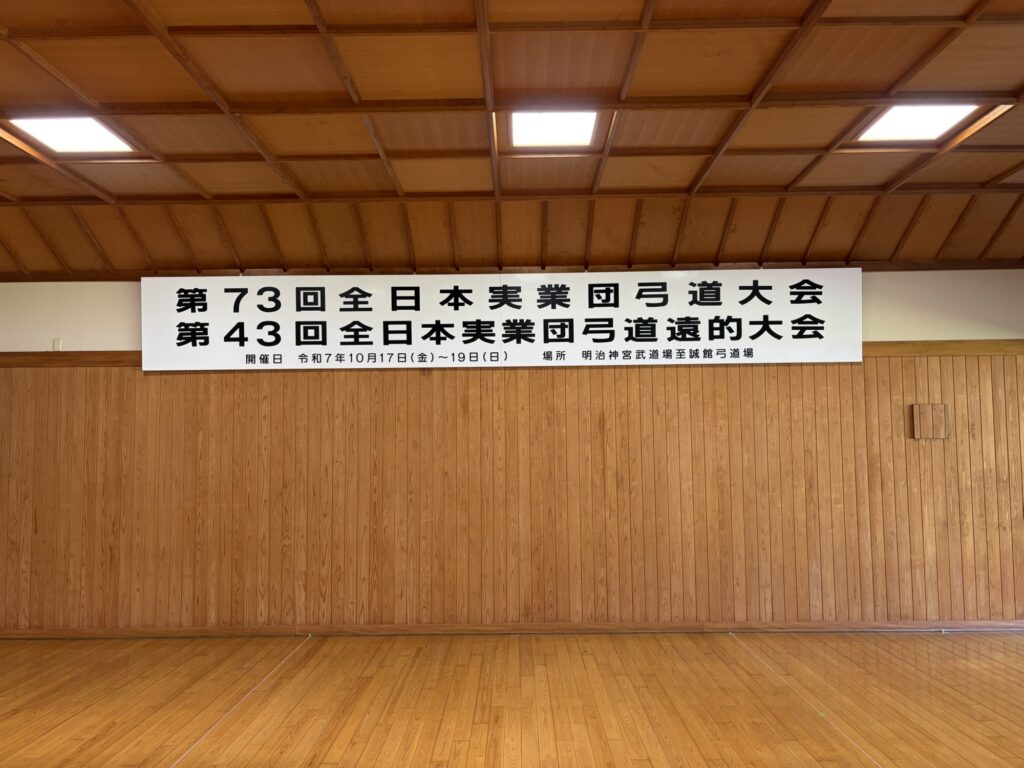 第73回全日本実業団弓道大会
第43回全日本実業団弓道遠的大会
開催日 令和7年10月17日(金)~19日(日) 場所 明治神宮武道場至誠館弓道場